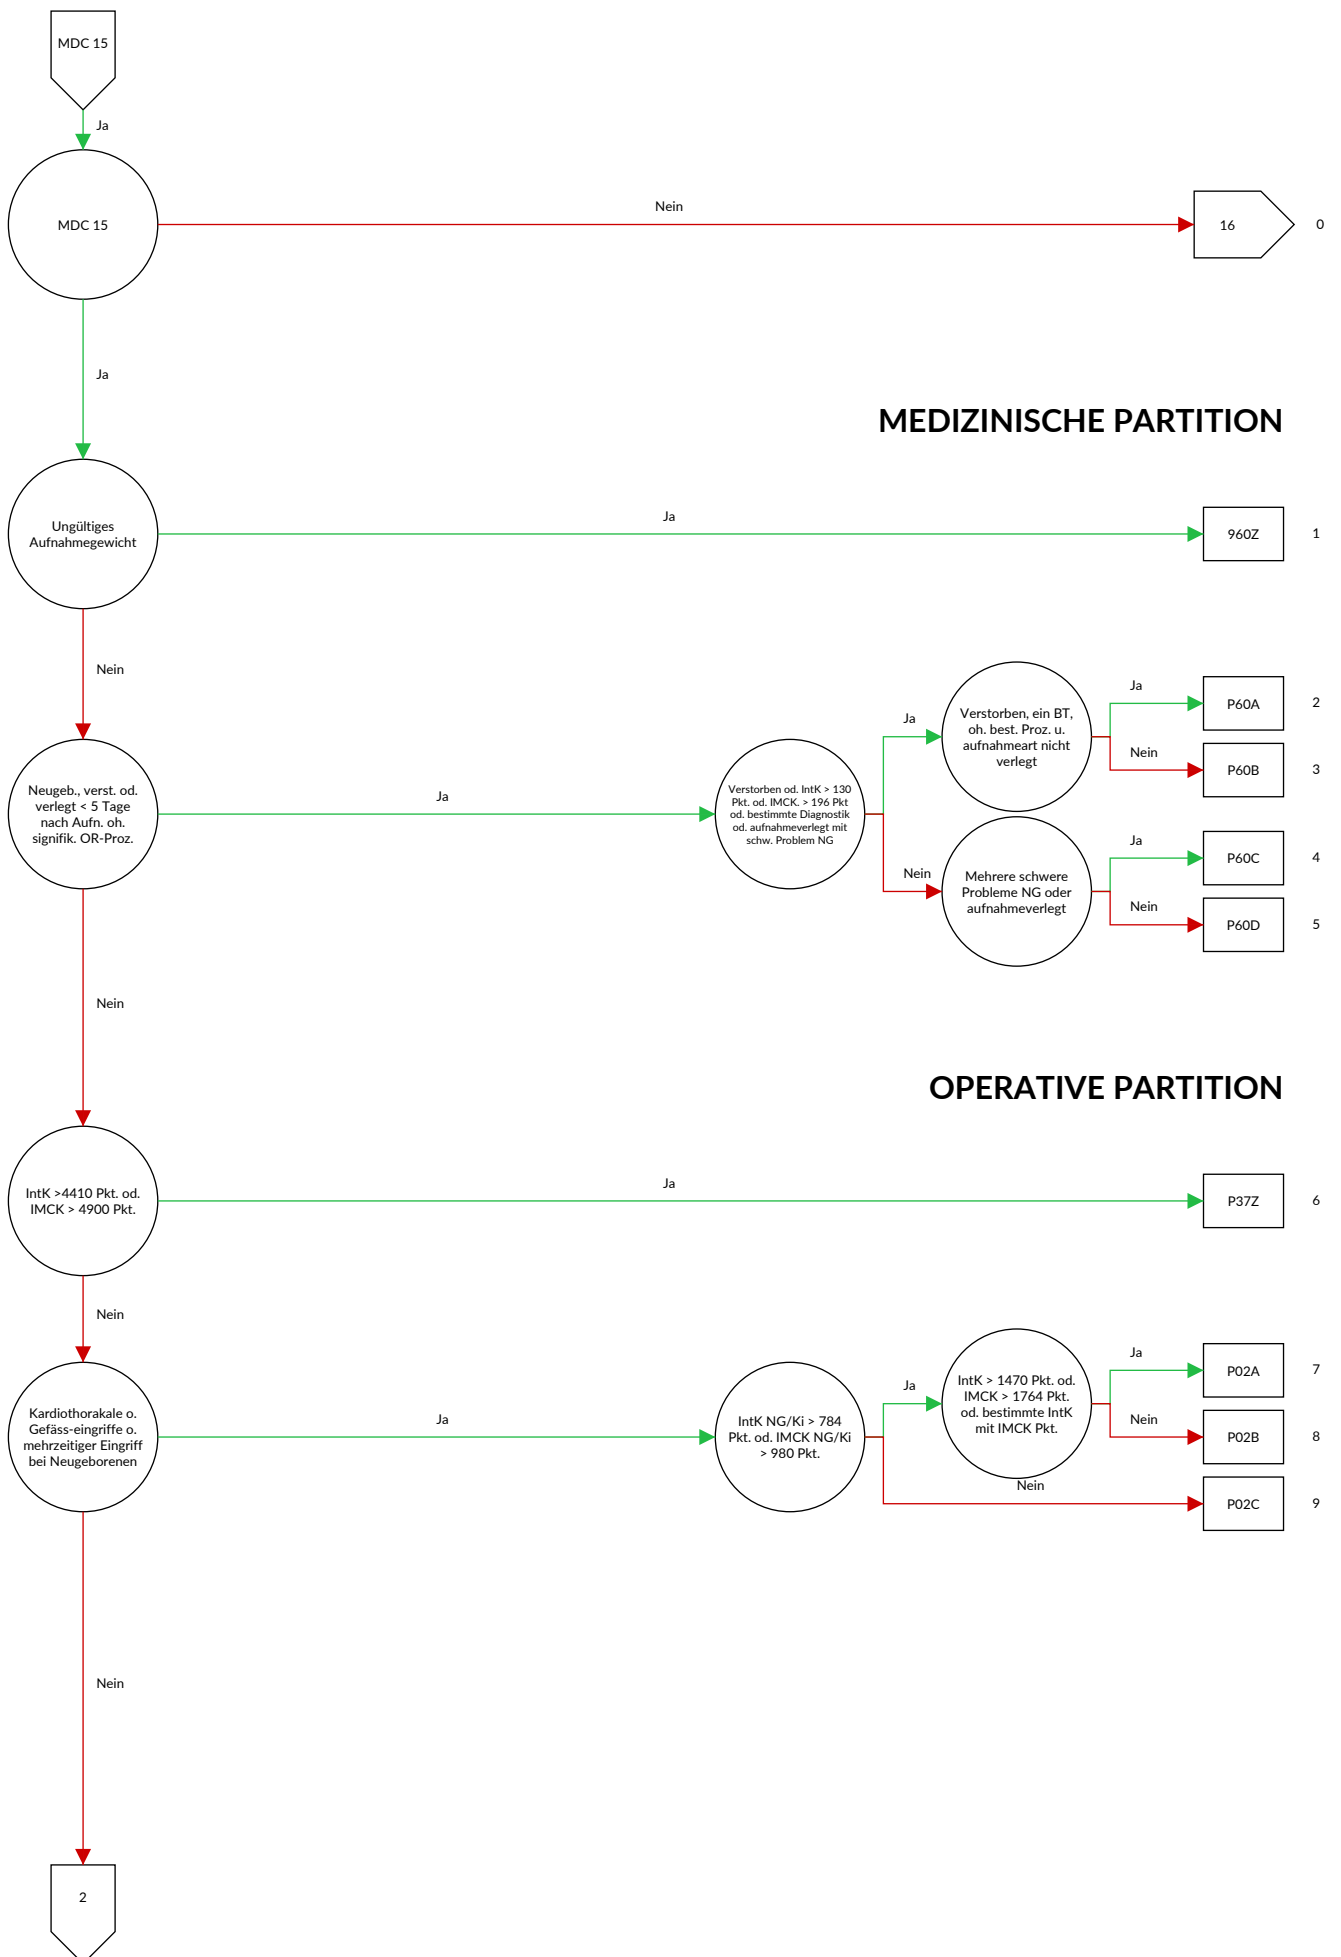 MDC 15
Ja
MDC 15
Nein
16
0
Ja
MEDIZINISCHE PARTITION
Ungültiges
Aufnahmegewicht
Ja
960Z
1
Nein
Neugeb., verst. od.
verlegt < 5 Tage
nach Aufn. oh.
signifik. OR-Proz.
Ja
Verstorben od. IntK > 130
Pkt. od. IMCK. > 196 Pkt
od. bestimmte Diagnostik
od. aufnahmeverlegt mit
schw. Problem NG
Ja
Verstorben, ein BT,
oh. best. Proz. u.
aufnahmeart nicht
verlegt
Ja
P60A
2
Nein
P60B
3
Nein
Mehrere schwere
Probleme NG oder
aufnahmeverlegt
Ja
P60C
4
Nein
P60D
5
Nein
OPERATIVE PARTITION
IntK >4410 Pkt. od.
IMCK > 4900 Pkt.
Ja
P37Z
6
Nein
Kardiothorakale o.
Gefäss-eingriffe o.
mehrzeitiger Eingriff
bei Neugeborenen
Ja
IntK NG/Ki > 784
Pkt. od. IMCK NG/Ki
> 980 Pkt.
Ja
IntK > 1470 Pkt. od.
IMCK > 1764 Pkt.
od. bestimmte IntK
mit IMCK Pkt.
Ja
P02A
7
Nein
P02B
8
Nein
P02C
9
Nein
2